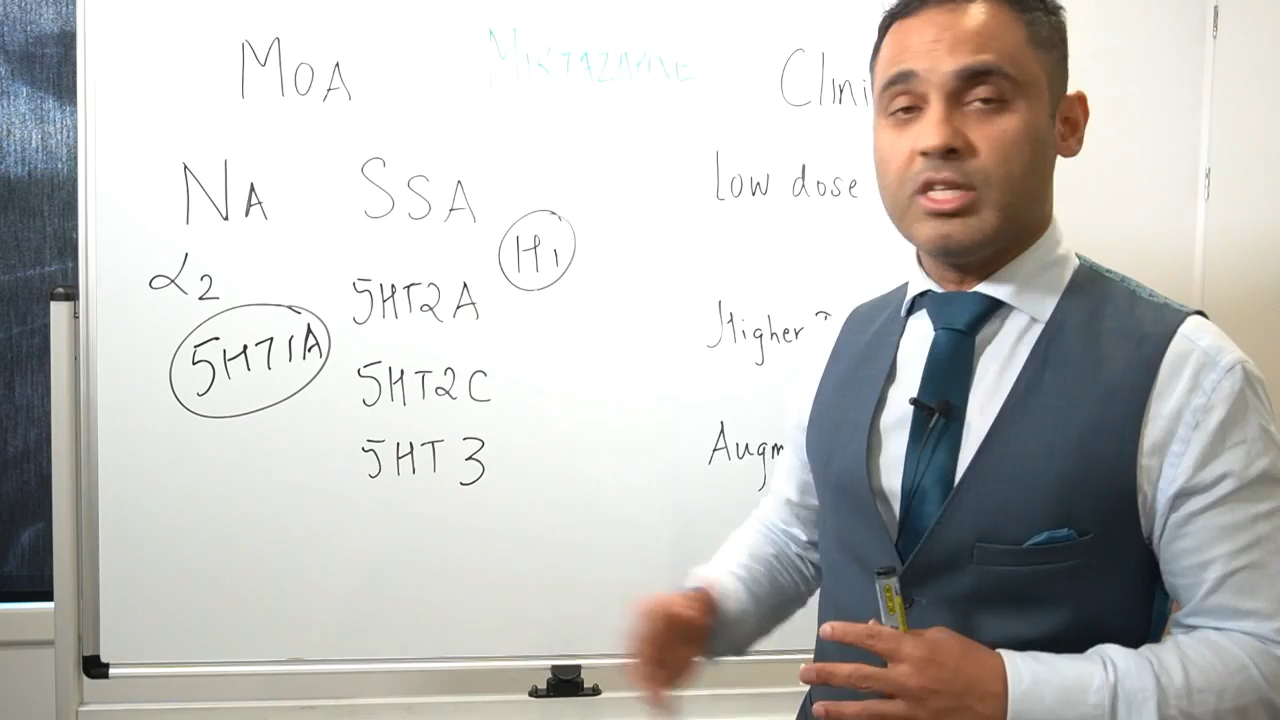 MOA
MIRTAZAPINE
Clini
NA
SSA
H1
α2
5HT1A
5HT2A
5HT2C
5HT3
low dose
Higher ↑
Augm